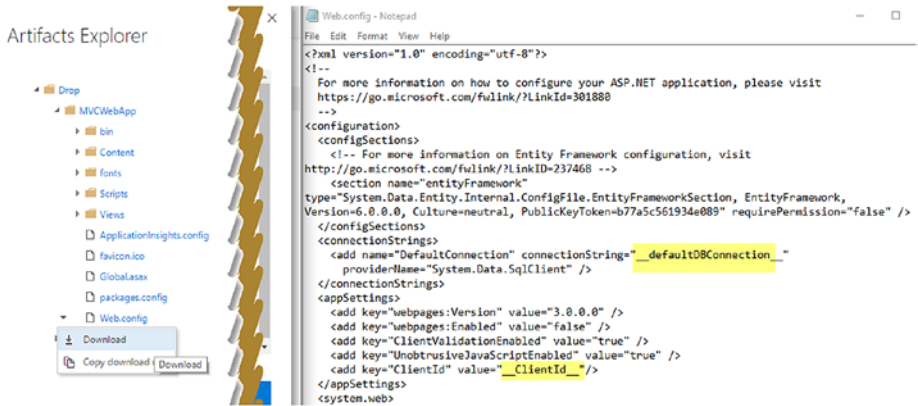 Artifacts Explorer
Drop
MVCWebApp
bin
Content
fonts
Scripts
Views
ApplicationInsights.config
favicon.ico
Global.asax
packages.config
Web.config
Download
Copy download
Download
Web.config - Notepad
File Edit Format View Help
<?xml version="1.0" encoding="utf-8"?>
<!--
For more information on how to configure your ASP.NET application, please visit
https://go.microsoft.com/fwlink/?LinkId=301880
-->
<configuration>
<configSections>
<!-- For more information on Entity Framework configuration, visit
http://go.microsoft.com/fwlink/?LinkID=237468 -->
<section name="entityFramework"
type="System.Data.Entity.Internal.ConfigFile.EntityFrameworkSection, EntityFramework,
Version=6.0.0.0, Culture=neutral, PublicKeyToken=b77a5c561934e089" requirePermission="false" />
</configSections>
<connectionStrings>
<add name="DefaultConnection" connectionString="__defaultDBConnection__"
providerName="System.Data.SqlClient" />
</connectionStrings>
<appSettings>
<add key="webpages:Version" value="3.0.0.0" />
<add key="webpages:Enabled" value="false" />
<add key="ClientValidationEnabled" value="true" />
<add key="UnobtrusiveJavaScriptEnabled" value="true" />
<add key="ClientId" value="__ClientId__"/>
</appSettings>
<system.web>